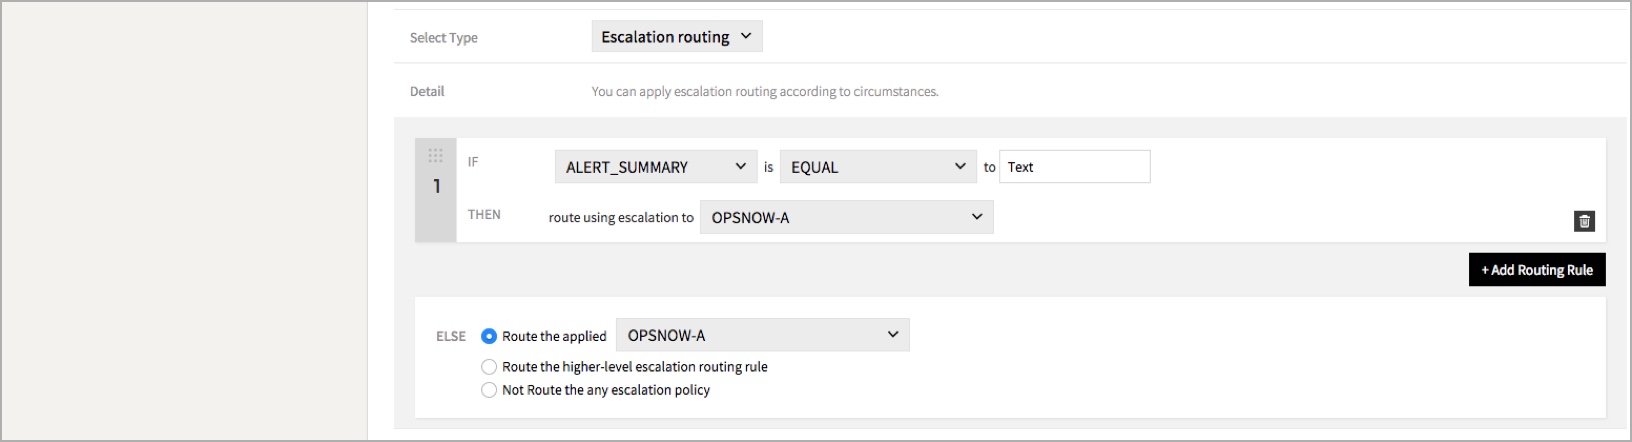 Select Type Escalation routing
Detail You can apply escalation routing according to circumstances.
IF ALERT_SUMMARY is EQUAL to Text
1
THEN route using escalation to OPSNOW-A
+ Add Routing Rule
ELSE Route the applied OPSNOW-A
Route the higher-level escalation routing rule
Not Route the any escalation policy